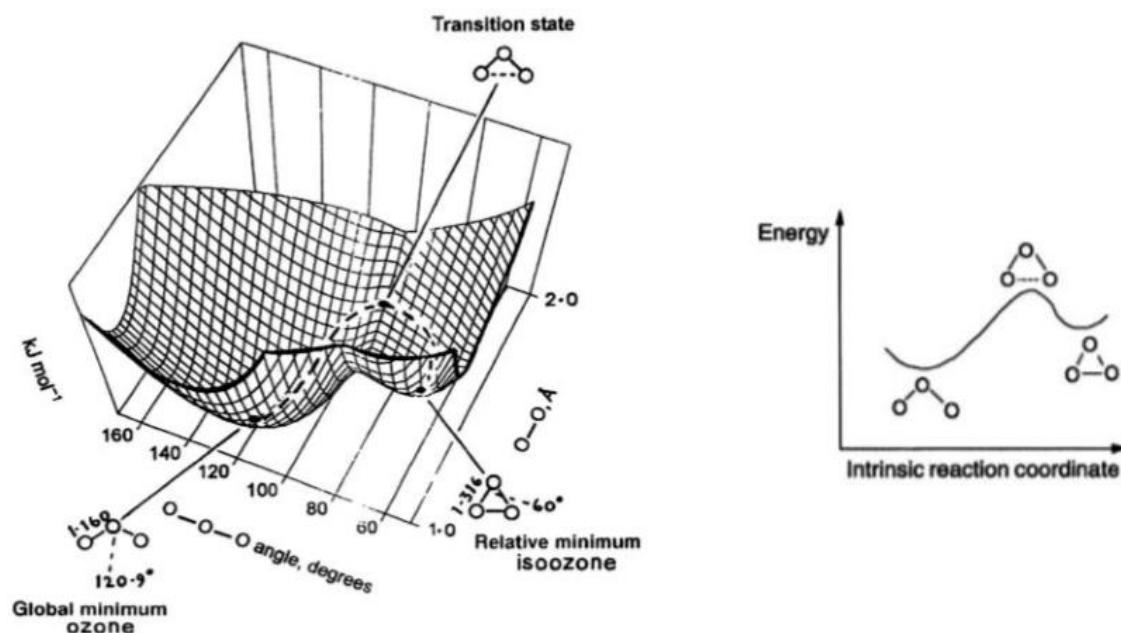 Transition state
kJ mol⁻¹
160
140
120
100
80
60
1·0
2·0
O—O, Å
O—O—O angle, degrees
1·160
120·9°
Global minimum
ozone
1·316
60°
Relative minimum
isoozone
Energy
O
O O
O
O O
O
O O
Intrinsic reaction coordinate